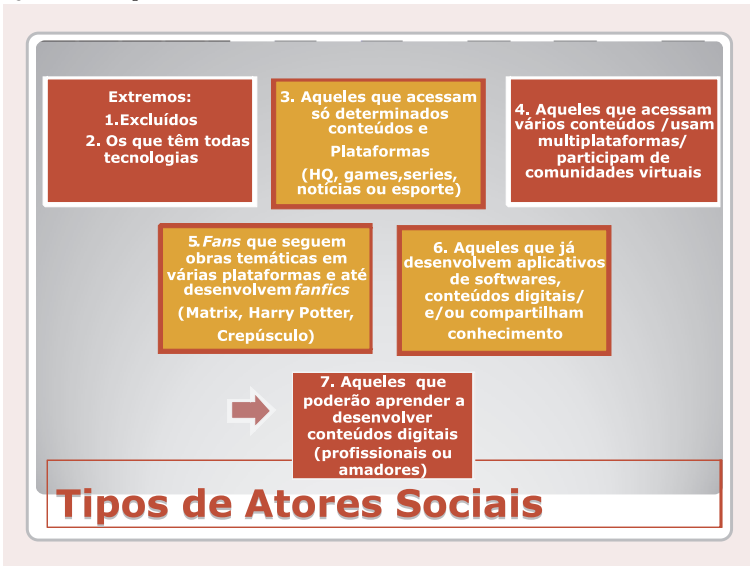 Extremos:
1.Excluídos
2. Os que têm todas
tecnologias
3. Aqueles que acessam
só determinados
conteúdos e
Plataformas
(HQ, games,series,
notícias ou esporte)
4. Aqueles que acessam
vários conteúdos /usam
multiplataformas/
participam de
comunidades virtuais
5.Fans que seguem
obras temáticas em
várias plataformas e até
desenvolvem fanfics
(Matrix, Harry Potter,
Crepúsculo)
6. Aqueles que já
desenvolvem aplicativos
de softwares,
conteúdos digitais/
e/ou compartilham
conhecimento
7. Aqueles que
poderão aprender a
desenvolver
conteúdos digitais
(profissionais ou
amadores)
Tipos de Atores Sociais